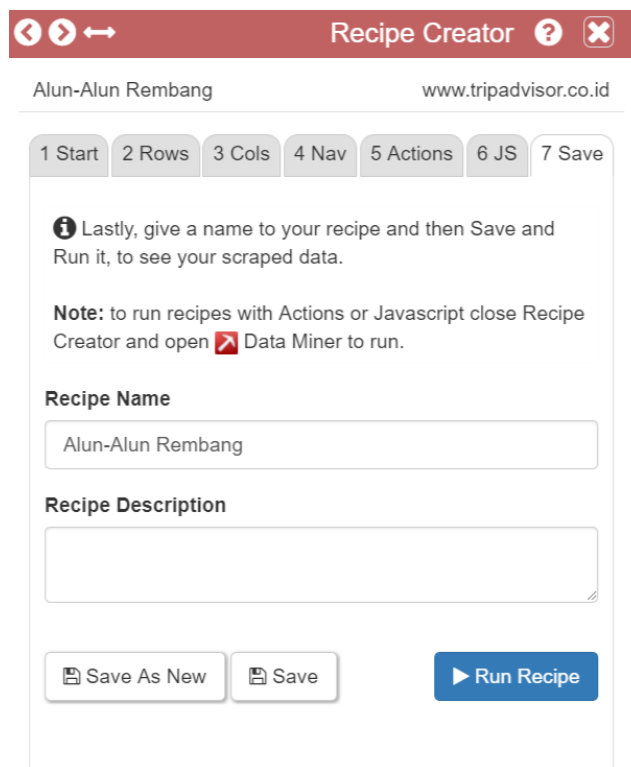 Recipe Creator
Alun-Alun Rembang www.tripadvisor.co.id
1 Start 2 Rows 3 Cols 4 Nav 5 Actions 6 JS 7 Save
Lastly, give a name to your recipe and then Save and
Run it, to see your scraped data.
Note: to run recipes with Actions or Javascript close Recipe
Creator and open Data Miner to run.
Recipe Name
Alun-Alun Rembang
Recipe Description
Save As New Save Run Recipe